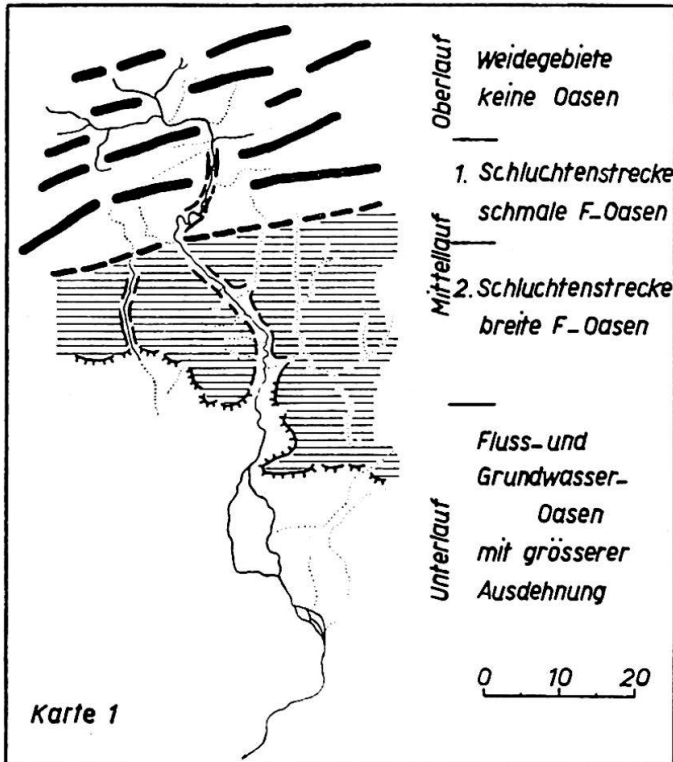 Oberlauf
Weidegebiete
keine Oasen
Mittellauf
1. Schluchtenstrecke
schmale F-Oasen
2. Schluchtenstrecke
breite F-Oasen
Unterlauf
Fluss- und
Grundwasser-
Oasen
mit grösserer
Ausdehnung
0 10 20
Karte 1